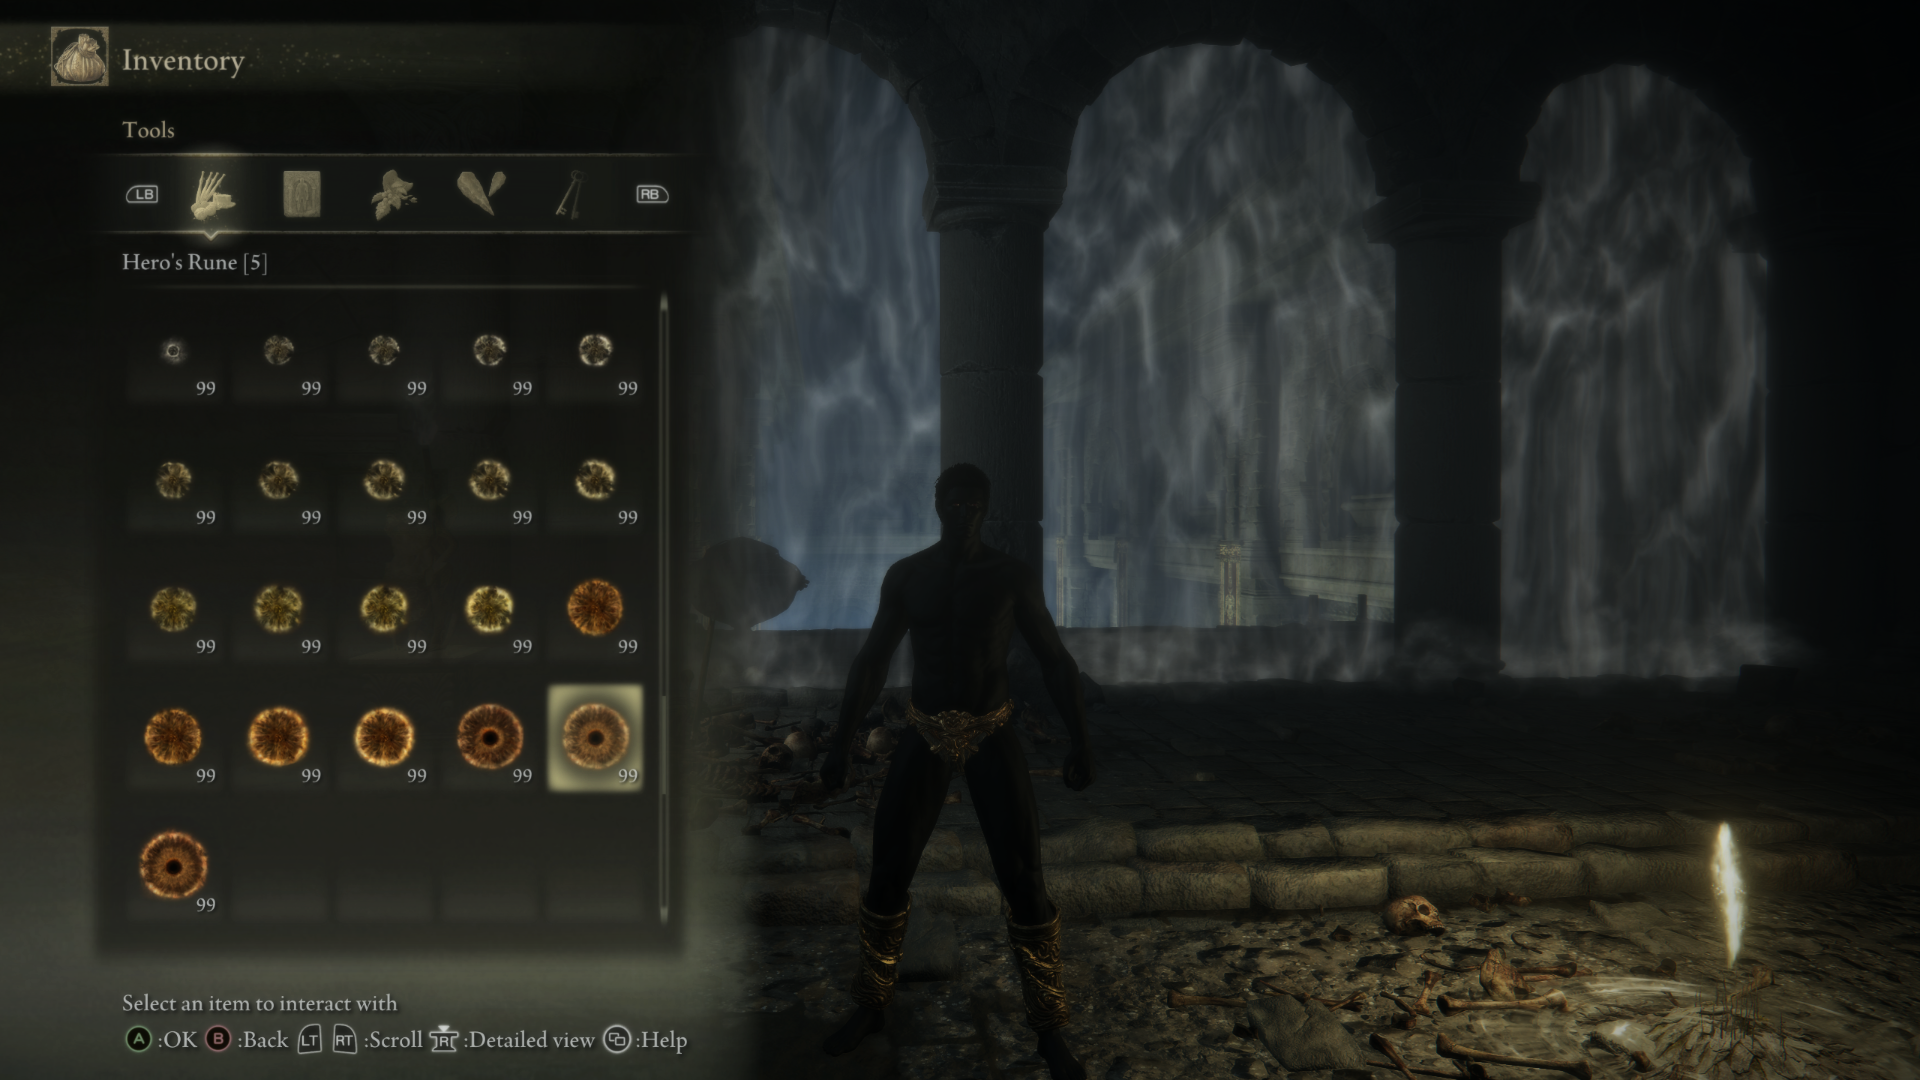 Inventory
Tools
LB RB
Hero's Rune [5]
99 99 99 99 99
99 99 99 99 99
99 99 99 99 99
99 99 99 99 99
99
Select an item to interact with
A :OK B :Back LT RT :Scroll R :Detailed view :Help